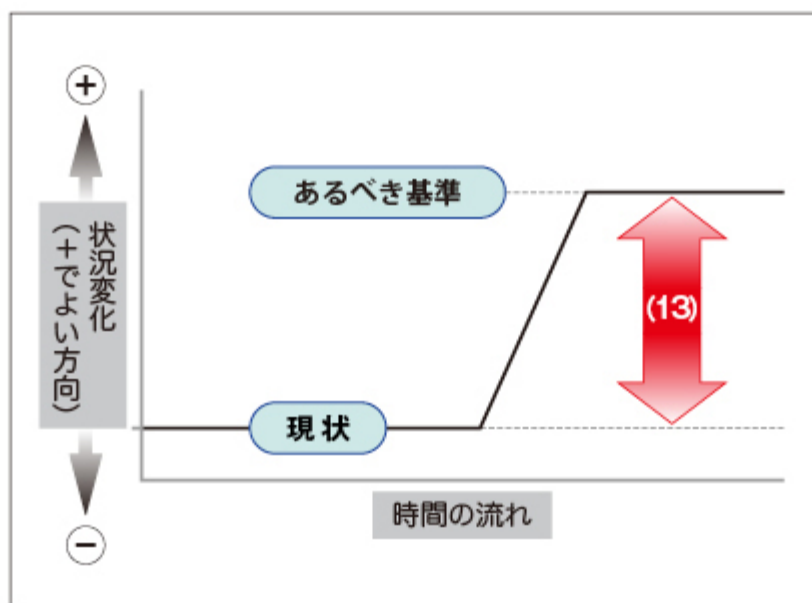 +
あるべき基準
状況変化
(+でよい方向)
(13)
現状
時間の流れ
−